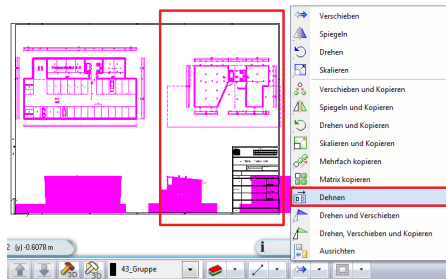 Verschieben
Spiegeln
Drehen
Skalieren
Verschieben und Kopieren
Spiegeln und Kopieren
Drehen und Kopieren
Skalieren und Kopieren
Mehrfach kopieren
Matrix kopieren
Dehnen
Drehen und Verschieben
Drehen, Verschieben und Kopieren
Ausrichten
2 (y) -0.6078 m
i
3D
43_Gruppe